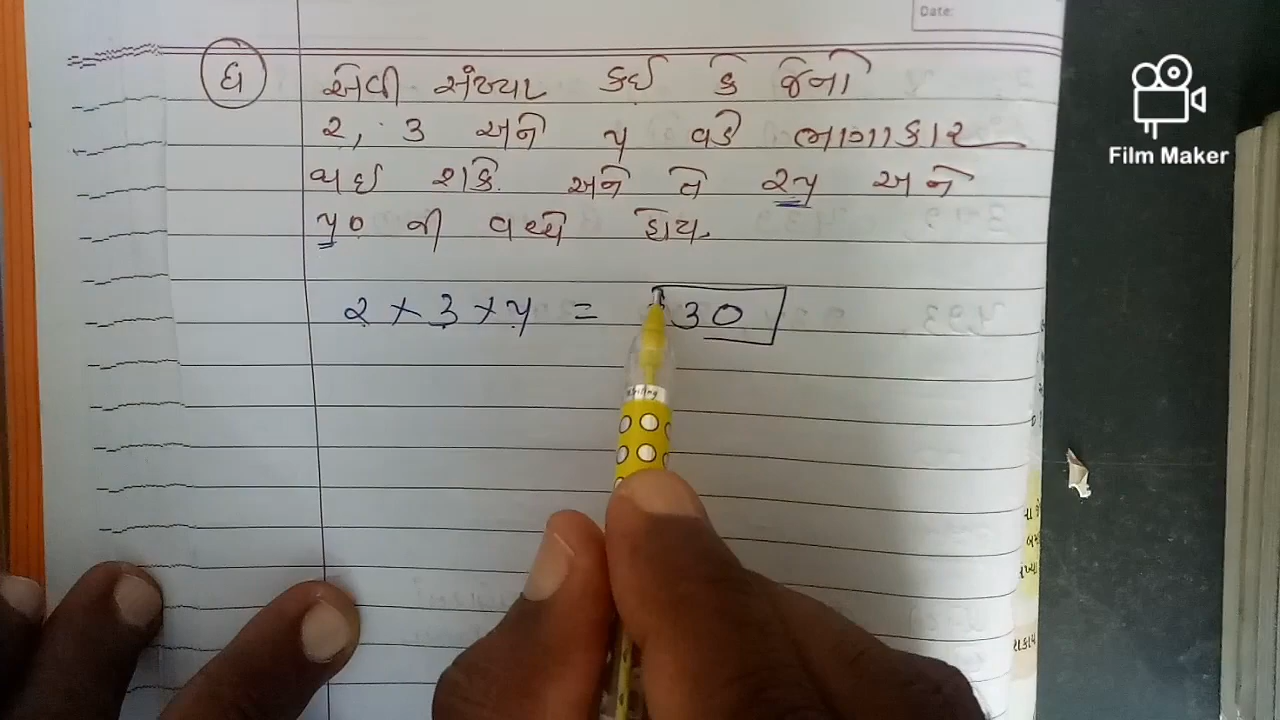 Date:
ઘ
એવી સંખ્યા કઈ કે જેનો
૨, ૩ અને ૫ વડે ભાગાકાર
થઈ શકે. અને તે ૨૫ અને
૫૦ ની વચ્ચે હોય.
૨ × ૩ × ૫ = ૩૦
Film Maker